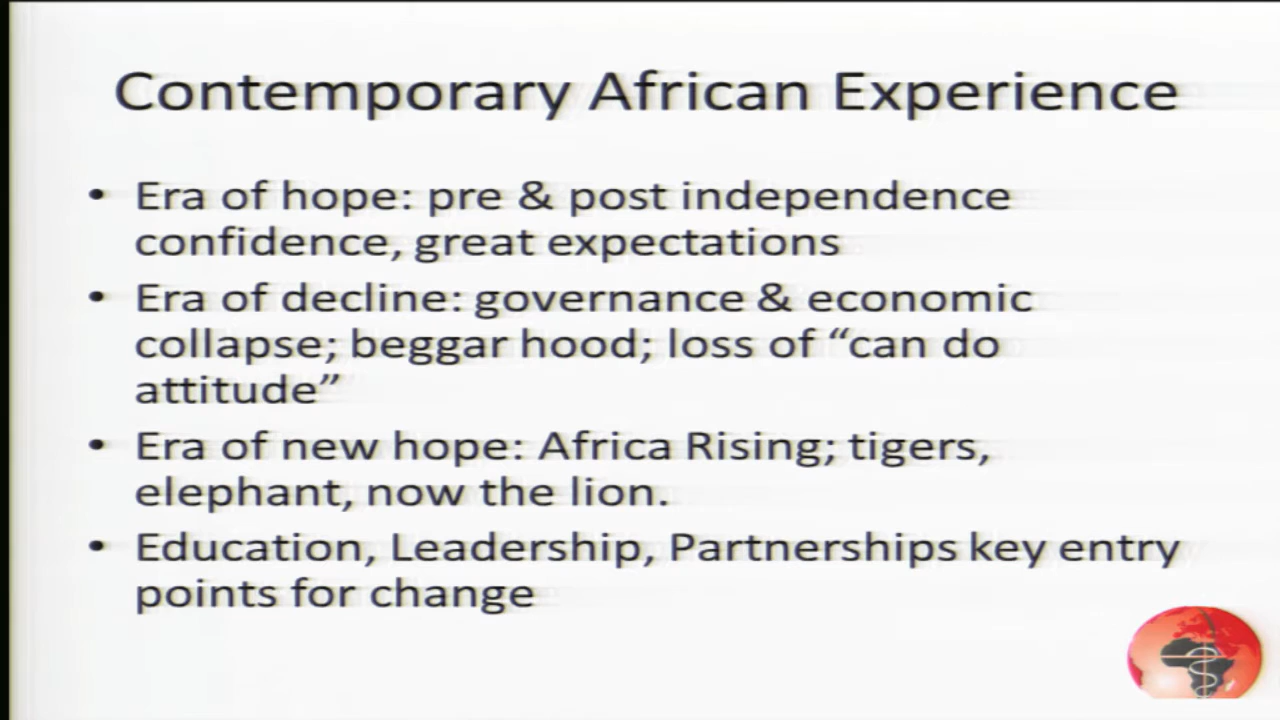 Contemporary African Experience
• Era of hope: pre & post independence
confidence, great expectations
• Era of decline: governance & economic
collapse; beggar hood; loss of “can do
attitude”
• Era of new hope: Africa Rising; tigers,
elephant, now the lion.
• Education, Leadership, Partnerships key entry
points for change